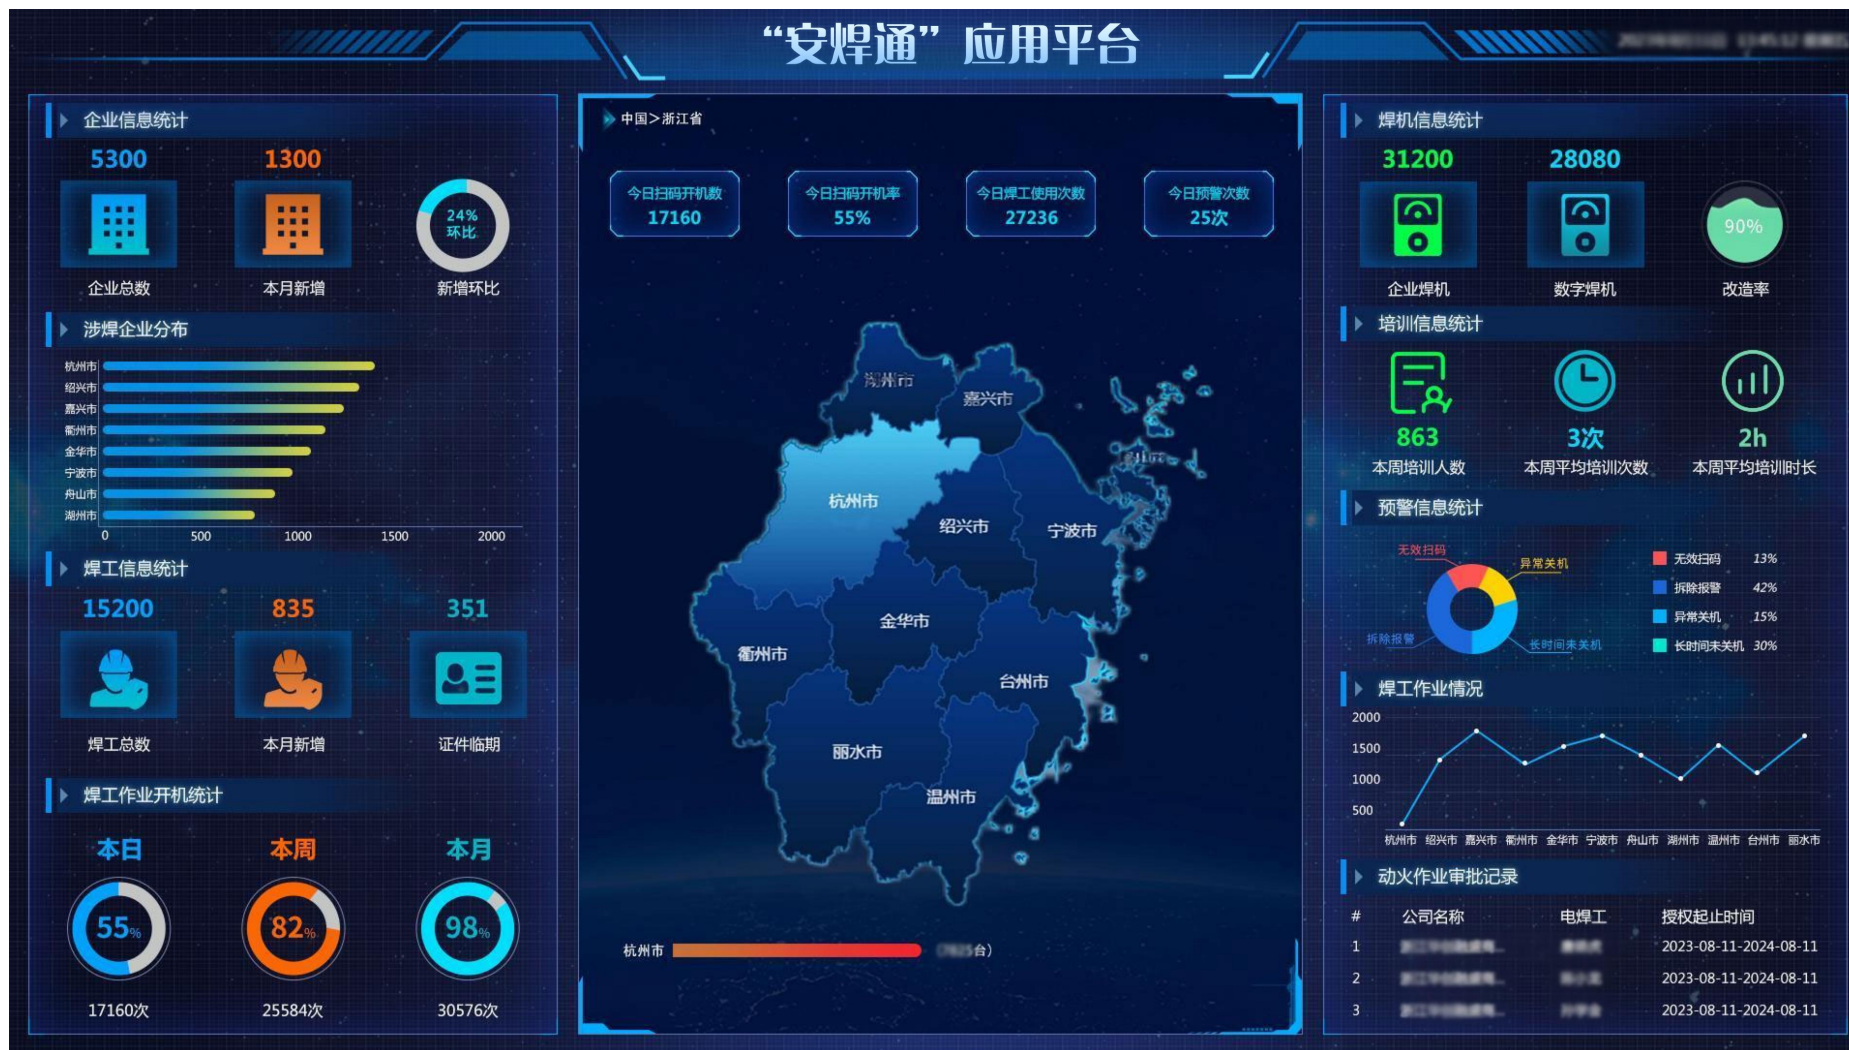 “安焊通”应用平台
企业信息统计
5300
1300
24%
环比
企业总数
本月新增
新增环比
涉焊企业分布
杭州市
绍兴市
嘉兴市
衢州市
金华市
宁波市
舟山市
湖州市
0 500 1000 1500 2000
焊工信息统计
15200
835
351
焊工总数
本月新增
证件临期
焊工作业开机统计
本日
本周
本月
55%
82%
98%
17160次
25584次
30576次
中国>浙江省
今日扫码开机数
17160
今日扫码开机率
55%
今日焊工使用次数
27236
今日预警次数
25次
湖州市
嘉兴市
杭州市
绍兴市
宁波市
金华市
衢州市
台州市
丽水市
温州市
杭州市
台)
焊机信息统计
31200
28080
90%
企业焊机
数字焊机
改造率
培训信息统计
863
3次
2h
本周培训人数
本周平均培训次数
本周平均培训时长
预警信息统计
无效扫码
异常关机
拆除报警
长时间未关机
无效扫码 13%
拆除报警 42%
异常关机 15%
长时间未关机 30%
焊工作业情况
2000
1500
1000
500
杭州市 绍兴市 嘉兴市 衢州市 金华市 宁波市 舟山市 湖州市 温州市 台州市 丽水市
动火作业审批记录
# 公司名称 电焊工 授权起止时间
1 2023-08-11-2024-08-11
2 2023-08-11-2024-08-11
3 2023-08-11-2024-08-11